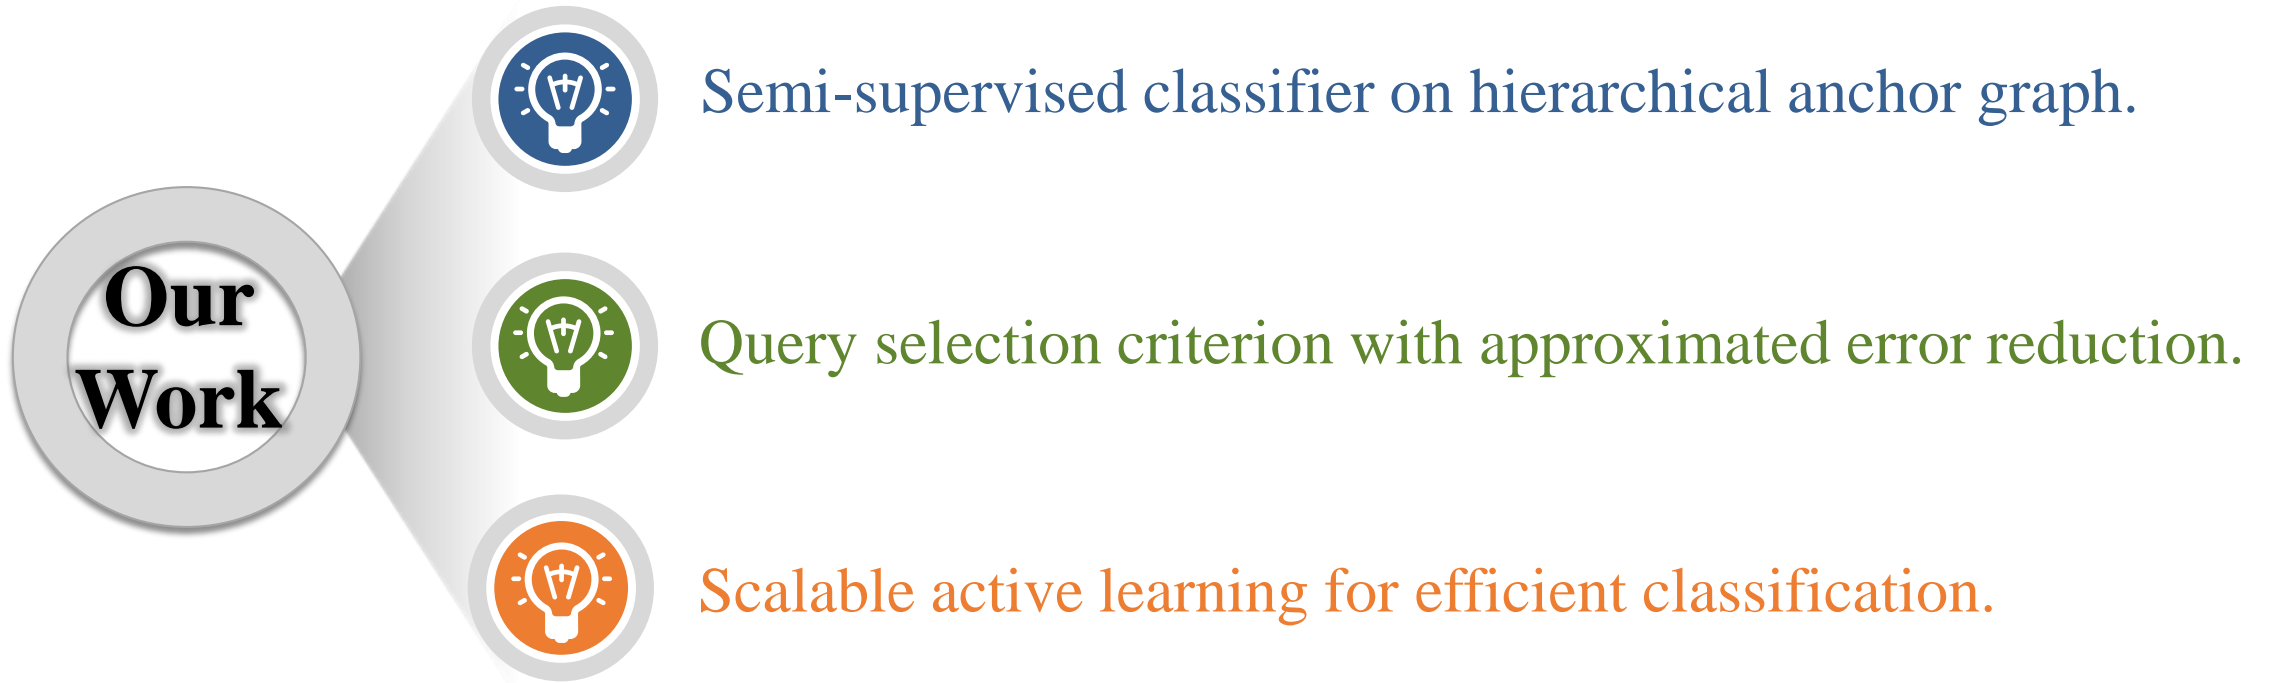 Our
Work
Semi-supervised classifier on hierarchical anchor graph.
Query selection criterion with approximated error reduction.
Scalable active learning for efficient classification.